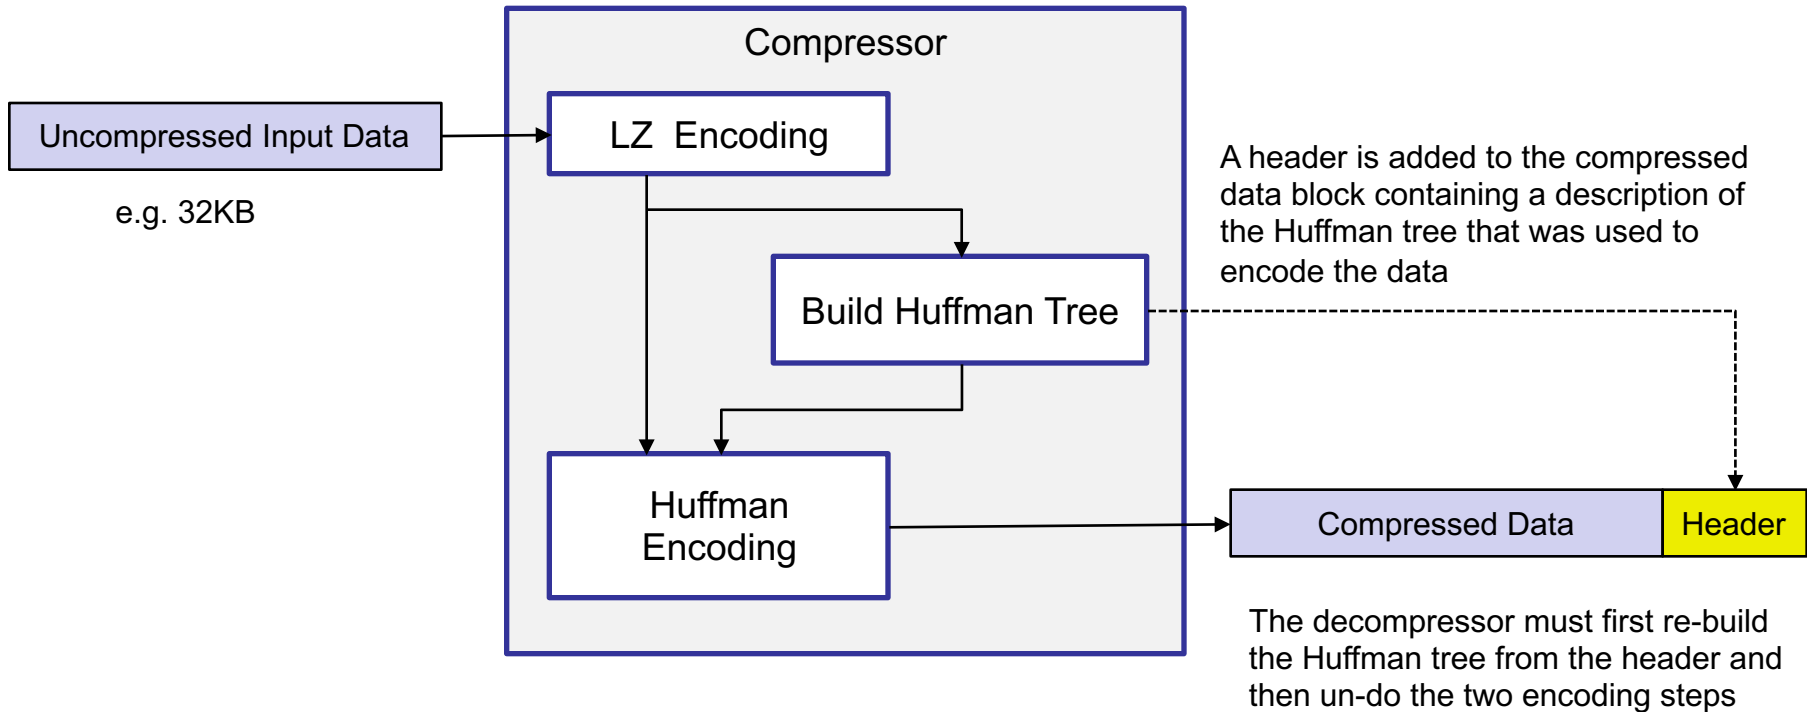 Compressor
Uncompressed Input Data
e.g. 32KB
LZ Encoding
Build Huffman Tree
Huffman
Encoding
A header is added to the compressed
data block containing a description of
the Huffman tree that was used to
encode the data
Compressed Data
Header
The decompressor must first re-build
the Huffman tree from the header and
then un-do the two encoding steps